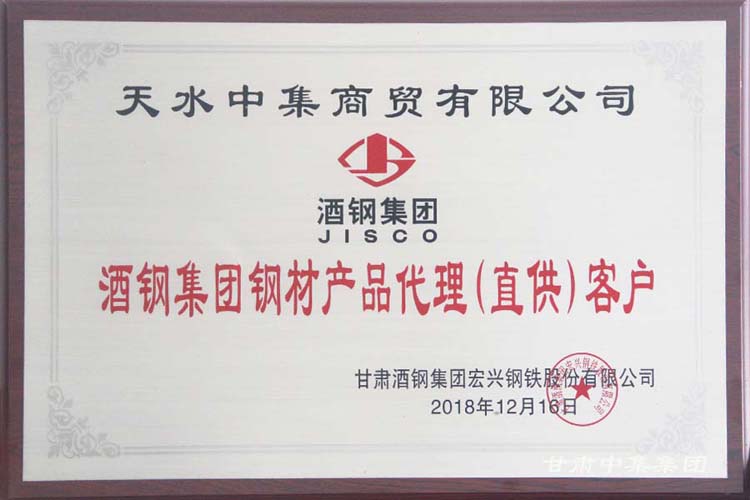 天水中集商贸有限公司
酒钢集团
JISCO
酒钢集团钢材产品代理(直供)客户
甘肃酒钢集团宏兴钢铁股份有限公司
2018年12月16日
甘肃中集集团